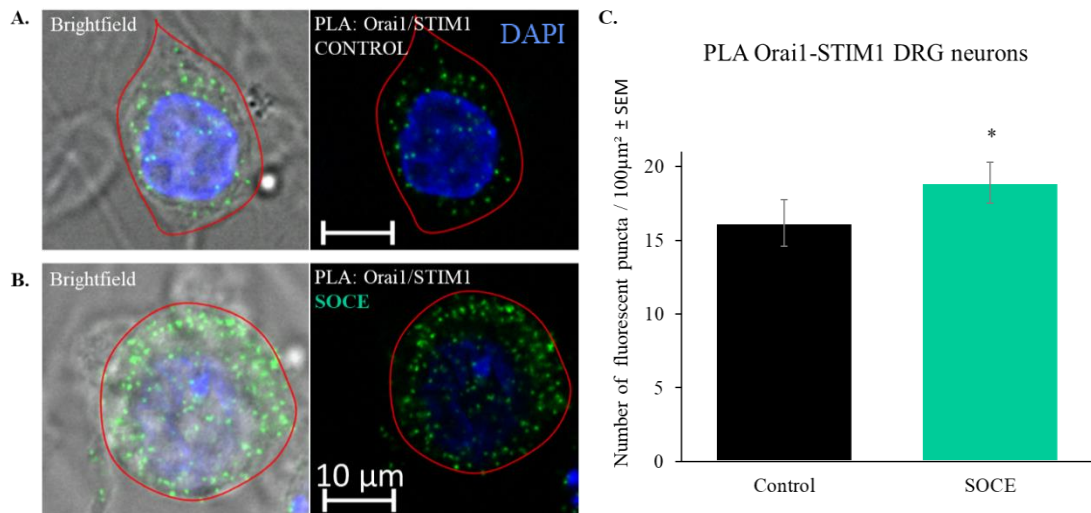 A.
Brightfield
PLA: Orai1/STIM1
CONTROL
DAPI
B.
Brightfield
PLA: Orai1/STIM1
SOCE
10 µm
C.
PLA Orai1-STIM1 DRG neurons
Number of fluorescent puncta / 100µm² ± SEM
20
15
10
5
0
*
Control
SOCE